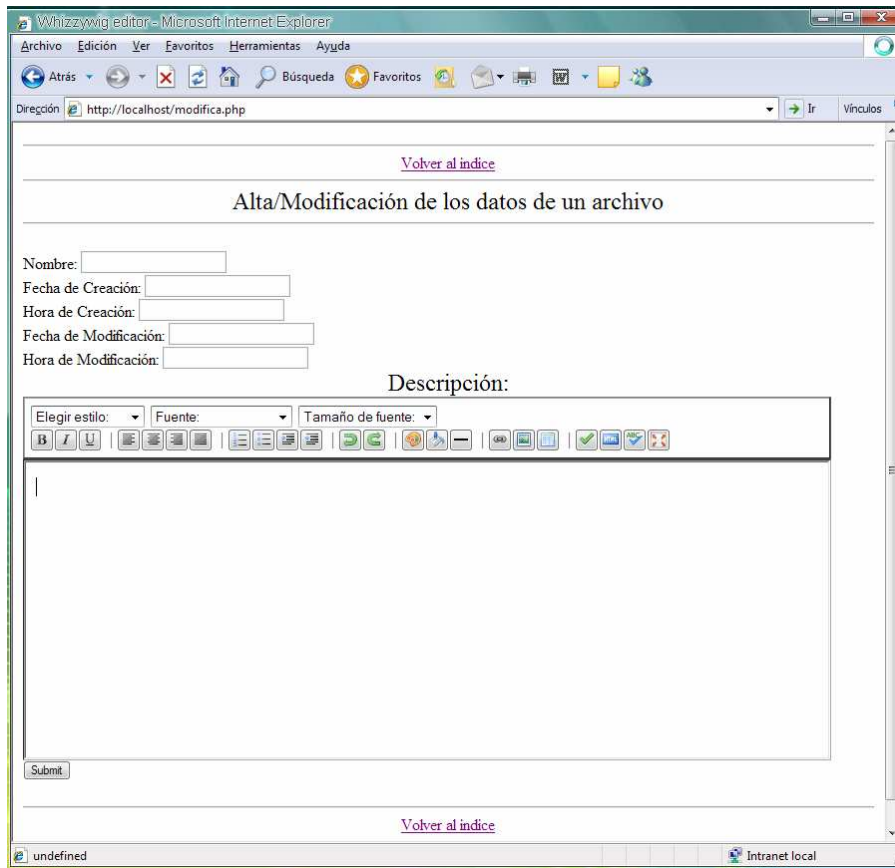 Whizzywig editor - Microsoft Internet Explorer
Archivo Edición Ver Favoritos Herramientas Ayuda
Atrás Búsqueda Favoritos
Dirección http://localhost/modifica.php Ir Vínculos
Volver al indice
Alta/Modificación de los datos de un archivo
Nombre:
Fecha de Creación:
Hora de Creación:
Fecha de Modificación:
Hora de Modificación:
Descripción:
Elegir estilo: Fuente: Tamaño de fuente:
B I U
Submit
Volver al indice
undefined Intranet local